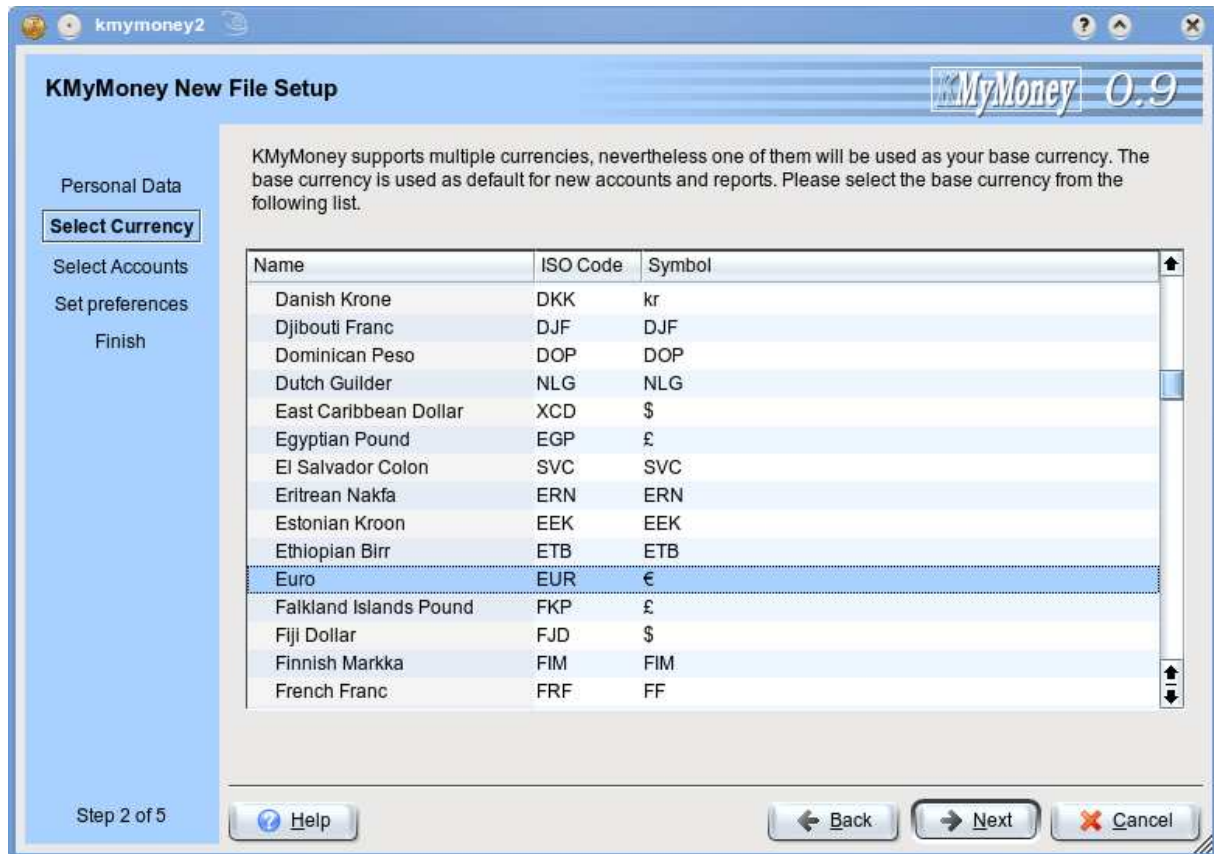 kmymoney2
KMyMoney New File Setup
KMyMoney 0.9
Personal Data
Select Currency
Select Accounts
Set preferences
Finish
KMyMoney supports multiple currencies, nevertheless one of them will be used as your base currency. The
base currency is used as default for new accounts and reports. Please select the base currency from the
following list.
Name ISO Code Symbol
Danish Krone DKK kr
Djibouti Franc DJF DJF
Dominican Peso DOP DOP
Dutch Guilder NLG NLG
East Caribbean Dollar XCD $
Egyptian Pound EGP £
El Salvador Colon SVC SVC
Eritrean Nakfa ERN ERN
Estonian Kroon EEK EEK
Ethiopian Birr ETB ETB
Euro EUR €
Falkland Islands Pound FKP £
Fiji Dollar FJD $
Finnish Markka FIM FIM
French Franc FRF FF
Step 2 of 5
Help Back Next Cancel